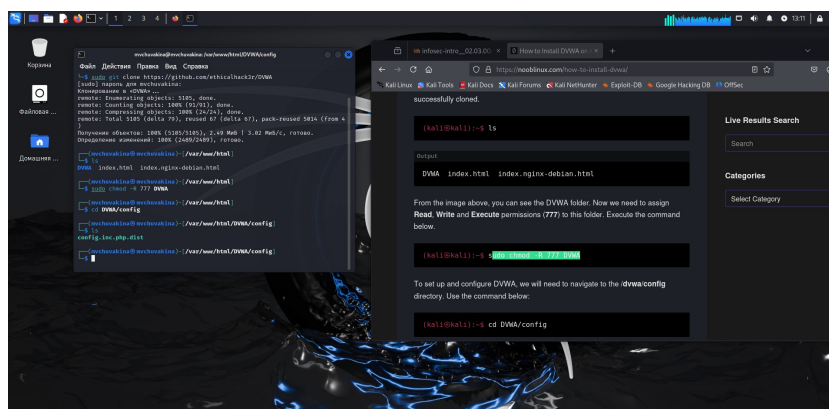 1 2 3 4
13:11
Корзина
Файловая ...
Домашняя ...
mvchuvakina@mvchuvakina: /var/www/html/DVWA/config
Файл Действия Правка Вид Справка
└─$ sudo git clone https://github.com/ethicalhack3r/DVWA
[sudo] пароль для mvchuvakina:
Клонирование в «DVWA»...
remote: Enumerating objects: 5105, done.
remote: Counting objects: 100% (91/91), done.
remote: Compressing objects: 100% (24/24), done.
remote: Total 5105 (delta 79), reused 67 (delta 67), pack-reused 5014 (from 4
)
Получение объектов: 100% (5105/5105), 2.49 МиБ | 3.02 МиБ/с, готово.
Определение изменений: 100% (2489/2489), готово.
┌──(mvchuvakina㉿mvchuvakina)-[/var/www/html]
└─$ ls
DVWA index.html index.nginx-debian.html
┌──(mvchuvakina㉿mvchuvakina)-[/var/www/html]
└─$ sudo chmod -R 777 DVWA
┌──(mvchuvakina㉿mvchuvakina)-[/var/www/html]
└─$ cd DVWA/config
┌──(mvchuvakina㉿mvchuvakina)-[/var/www/html/DVWA/config]
└─$ ls
config.inc.php.dist
┌──(mvchuvakina㉿mvchuvakina)-[/var/www/html/DVWA/config]
└─$
infosec-intro__02.03.00. How to Install DVWA on
https://nooblinux.com/how-to-install-dvwa/
Kali Linux Kali Tools Kali Docs Kali Forums Kali NetHunter Exploit-DB Google Hacking DB OffSec
successfully cloned.
(kali㉿kali):~$ ls
Output
DVWA index.html index.nginx-debian.html
From the image above, you can see the DVWA folder. Now we need to assign
Read, Write and Execute permissions (777) to this folder. Execute the command
below.
(kali㉿kali):~$ sudo chmod -R 777 DVWA
To set up and configure DVWA, we will need to navigate to the /dvwa/config
directory. Use the command below:
(kali㉿kali):~$ cd DVWA/config
Live Results Search
Search
Categories
Select Category